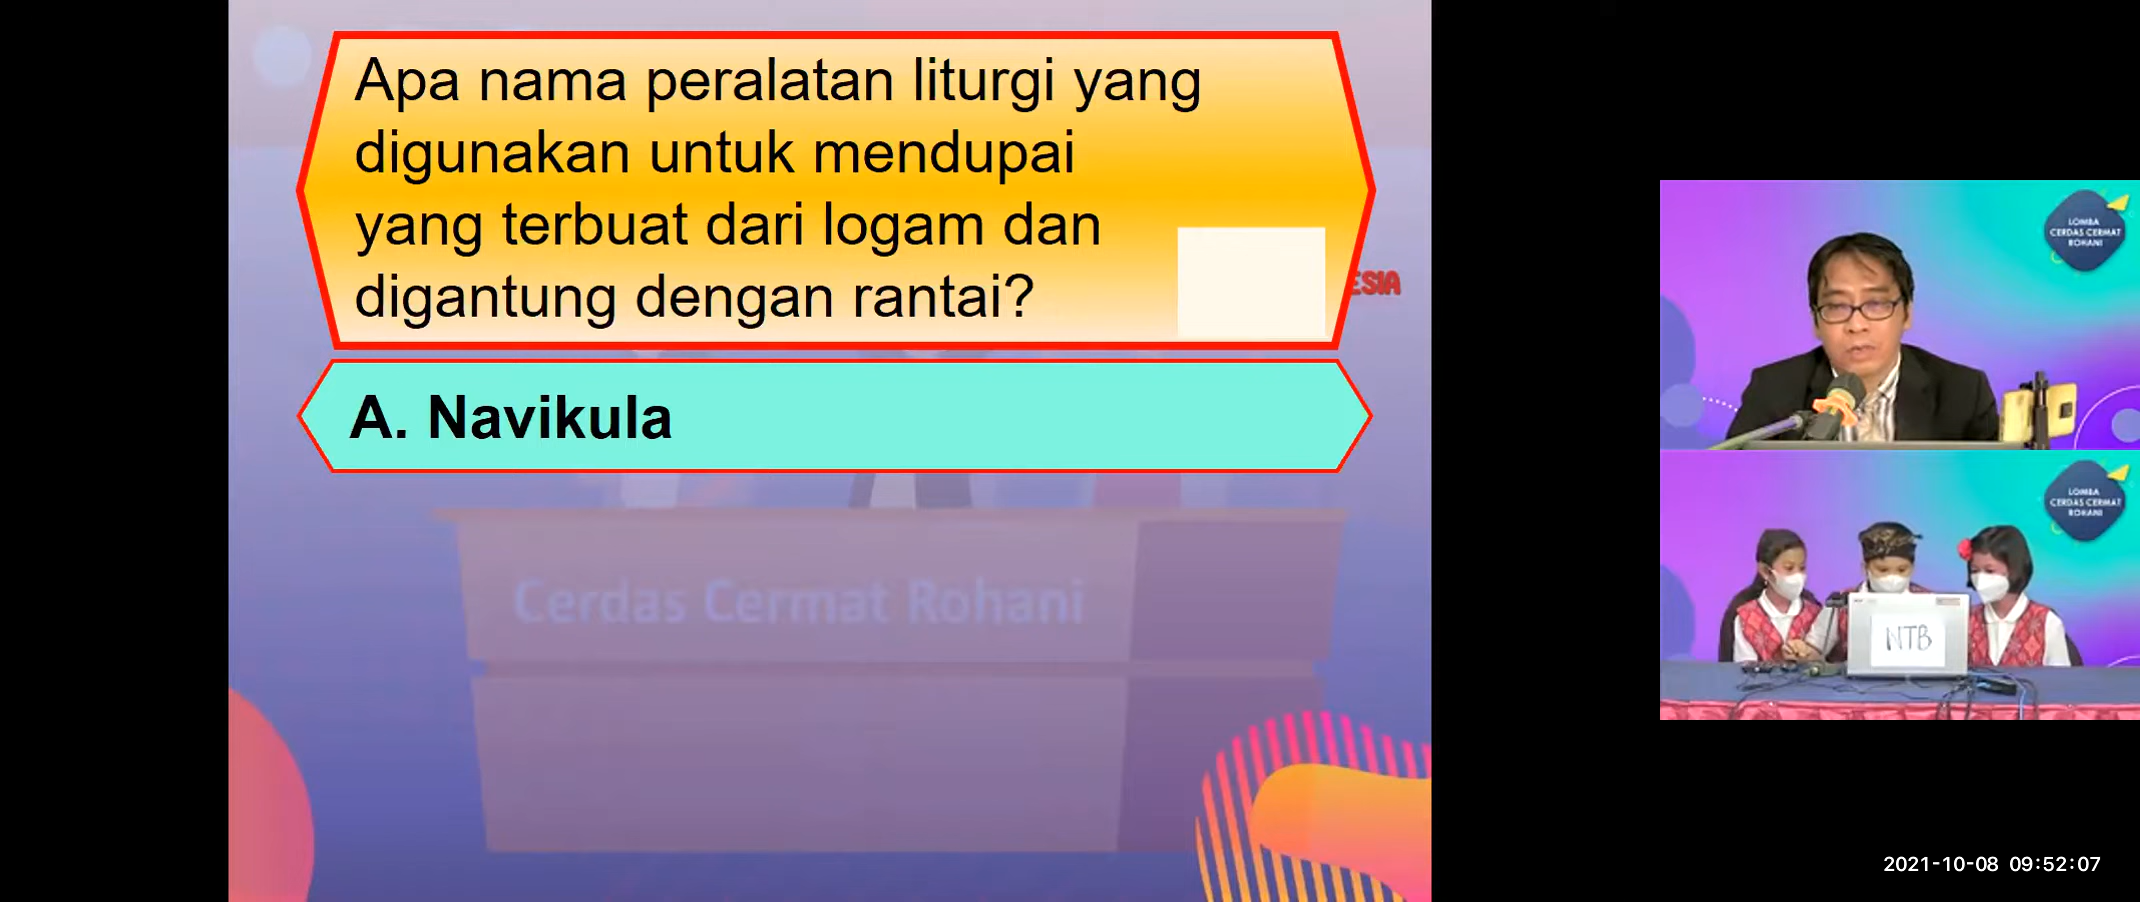 Apa nama peralatan liturgi yang
digunakan untuk mendupai
yang terbuat dari logam dan
digantung dengan rantai?
ESIA
A. Navikula
Cerdas Cermat Rohani
LOMBA
CERDAS CERMAT
ROHANI
LOMBA
CERDAS CERMAT
ROHANI
NTB
2021-10-08 09:52:07